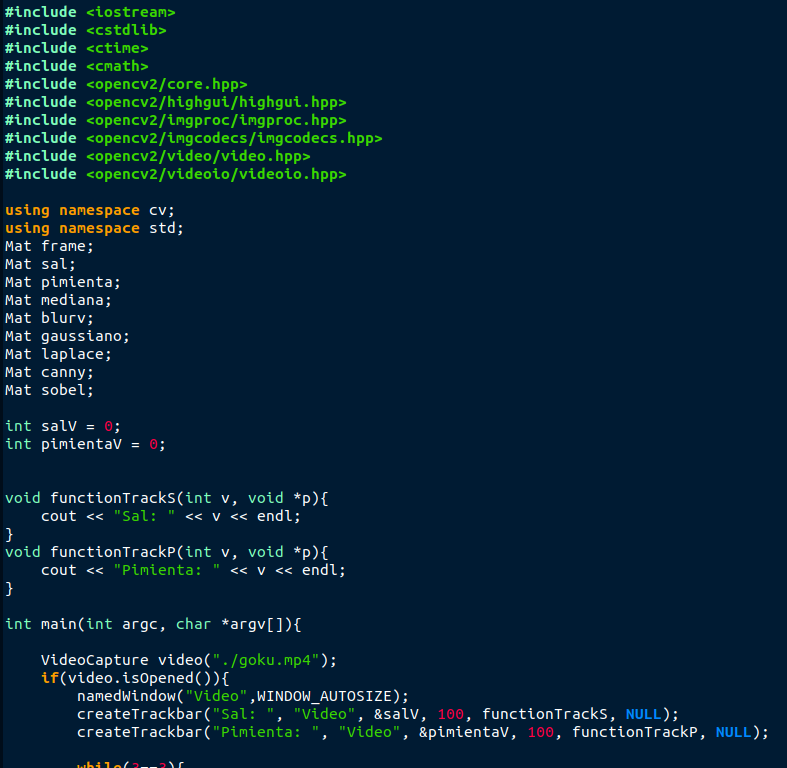 #include <iostream>
#include <cstdlib>
#include <ctime>
#include <cmath>
#include <opencv2/core.hpp>
#include <opencv2/highgui/highgui.hpp>
#include <opencv2/imgproc/imgproc.hpp>
#include <opencv2/imgcodecs/imgcodecs.hpp>
#include <opencv2/video/video.hpp>
#include <opencv2/videoio/videoio.hpp>
using namespace cv;
using namespace std;
Mat frame;
Mat sal;
Mat pimienta;
Mat mediana;
Mat blurv;
Mat gaussiano;
Mat laplace;
Mat canny;
Mat sobel;
int salV = 0;
int pimientaV = 0;
void functionTrackS(int v, void *p){
    cout << "Sal: " << v << endl;
}
void functionTrackP(int v, void *p){
    cout << "Pimienta: " << v << endl;
}
int main(int argc, char *argv[]){
    VideoCapture video("./goku.mp4");
    if(video.isOpened()){
        namedWindow("Video",WINDOW_AUTOSIZE);
        createTrackbar("Sal: ", "Video", &salV, 100, functionTrackS, NULL);
        createTrackbar("Pimienta: ", "Video", &pimientaV, 100, functionTrackP, NULL);
        while(3==3){